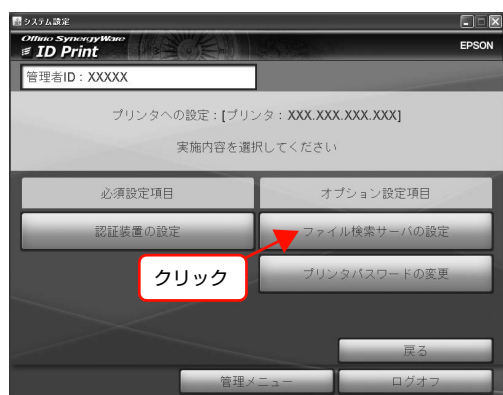 システム設定
Offirio SynergyWare
ID Print
EPSON
管理者ID：XXXXX
プリンタへの設定：[プリンタ：XXX.XXX.XXX.XXX]
実施内容を選択してください
必須設定項目
オプション設定項目
認証装置の設定
ファイル検索サーバの設定
クリック
プリンタパスワードの変更
戻る
管理メニュー
ログオフ